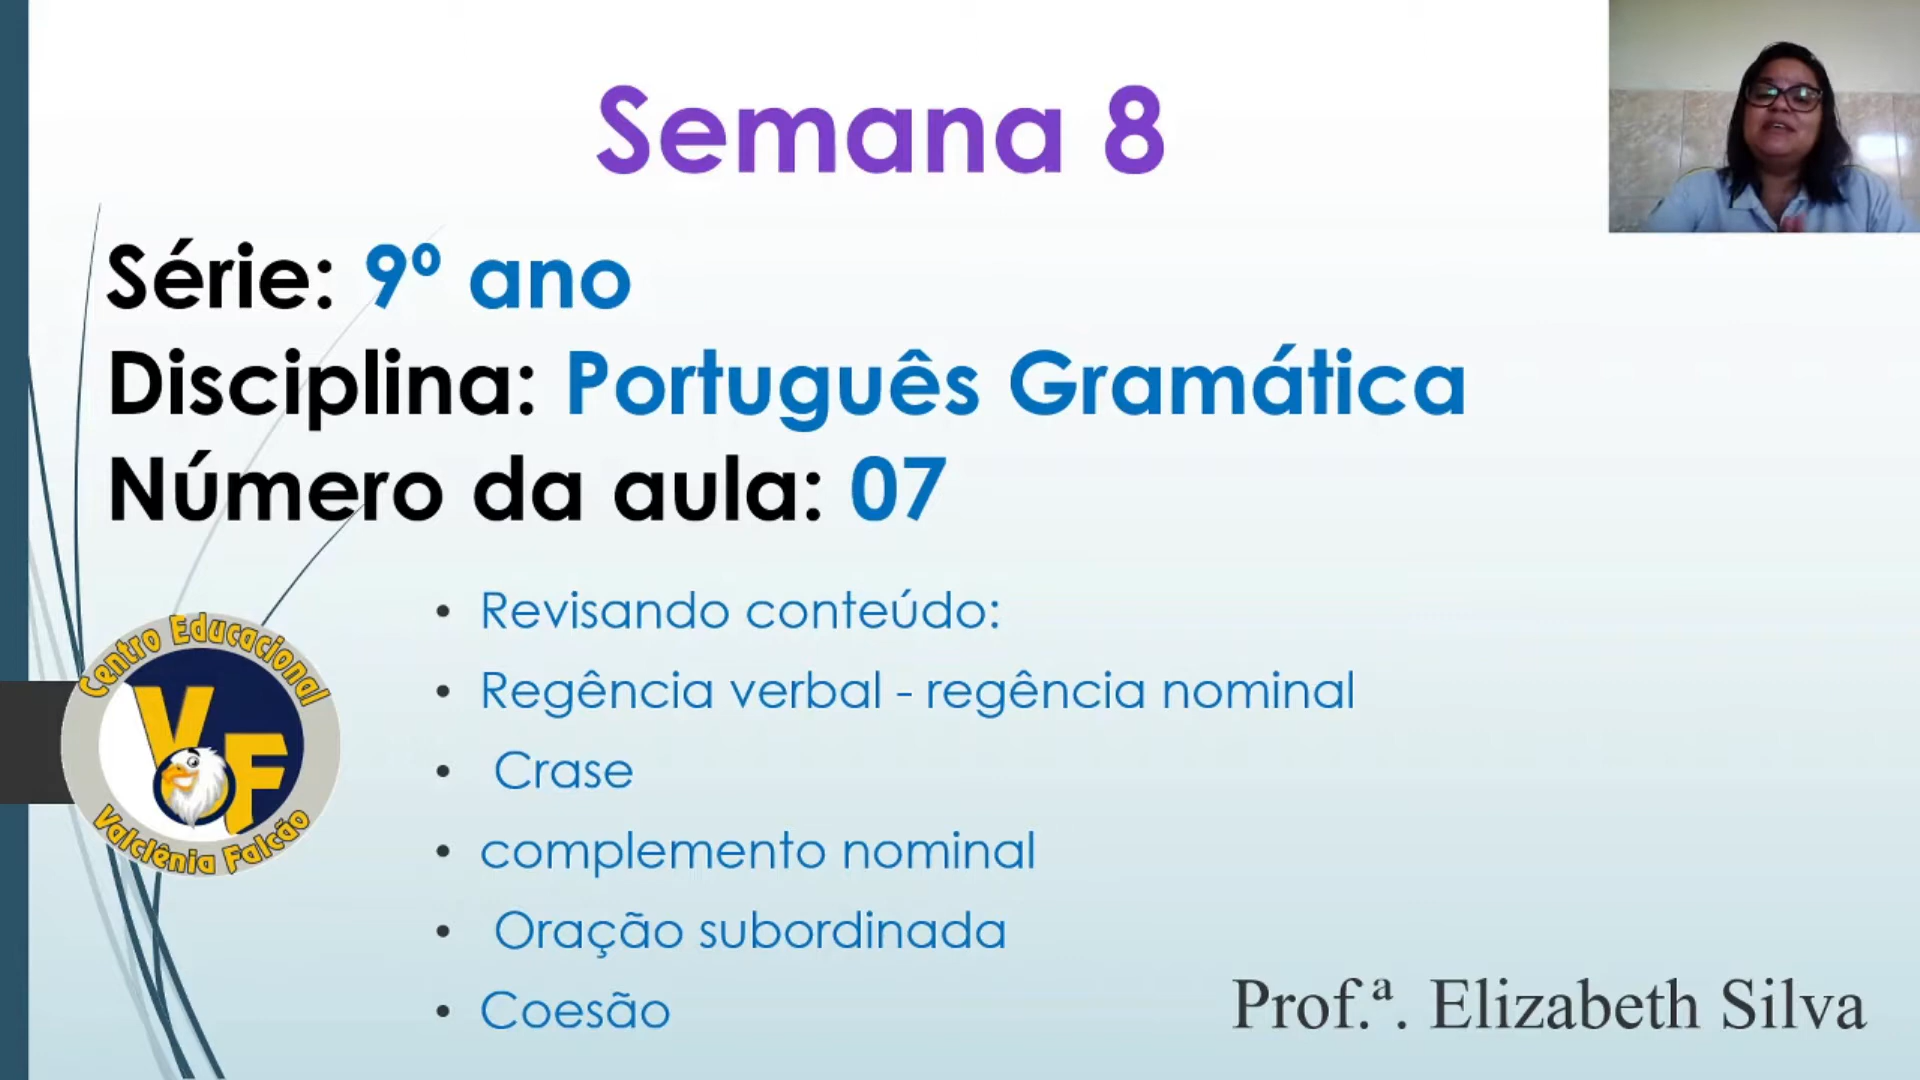 Semana 8
Série: 9º ano
Disciplina: Português Gramática
Número da aula: 07
• Revisando conteúdo:
• Regência verbal - regência nominal
• Crase
• complemento nominal
• Oração subordinada
• Coesão
Centro Educacional
VF
Valclênia Falcão
Prof.ª. Elizabeth Silva